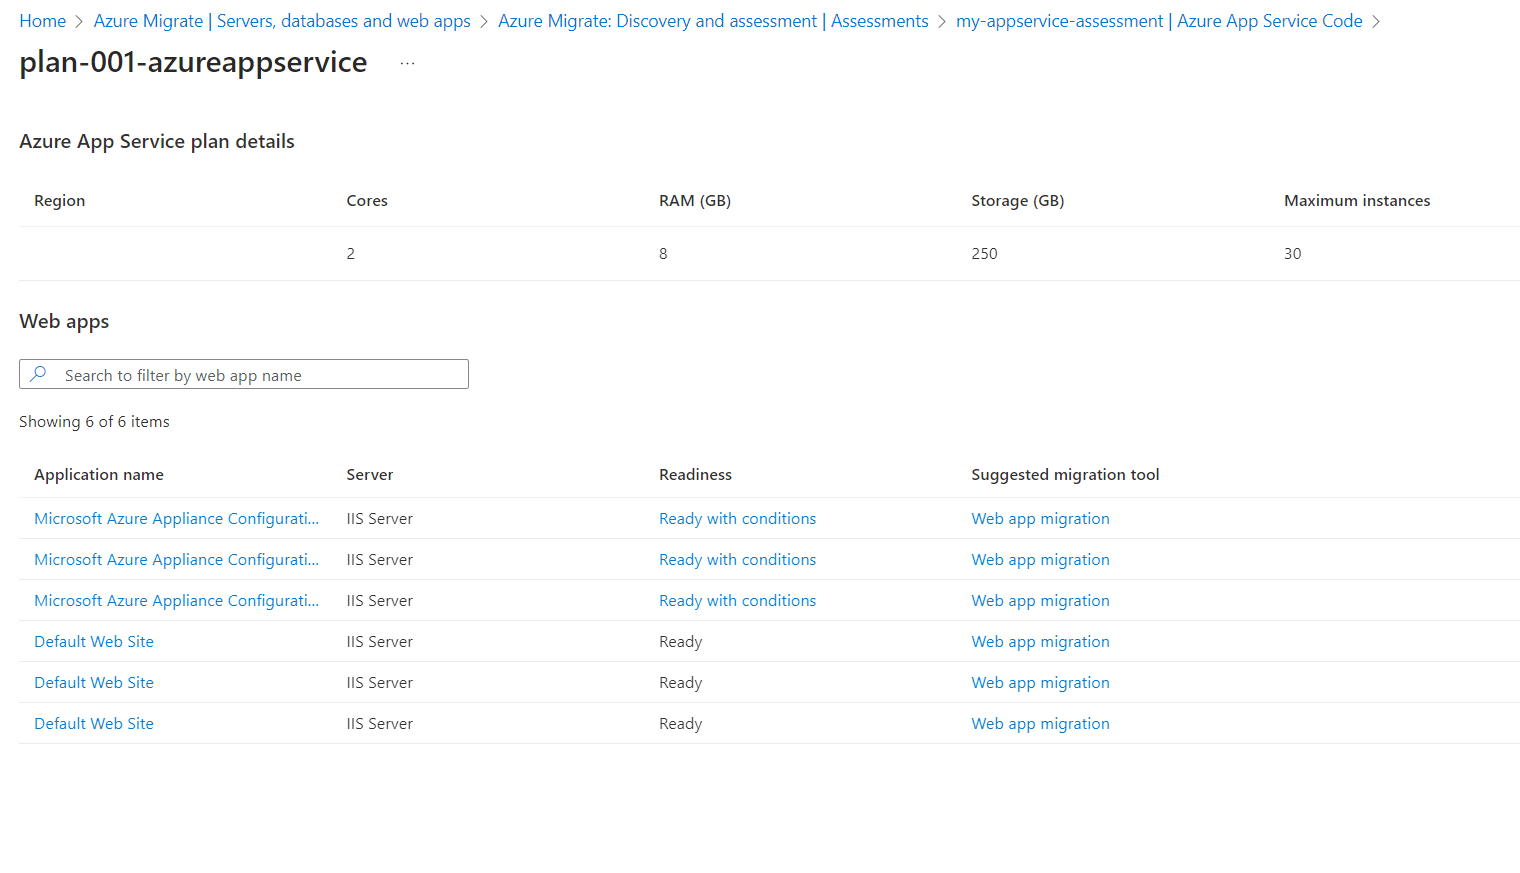 Home > Azure Migrate | Servers, databases and web apps > Azure Migrate: Discovery and assessment | Assessments > my-appservice-assessment | Azure App Service Code >
plan-001-azureappservice ...
Azure App Service plan details
Region Cores RAM (GB) Storage (GB) Maximum instances
2 8 250 30
Web apps
Search to filter by web app name
Showing 6 of 6 items
Application name Server Readiness Suggested migration tool
Microsoft Azure Appliance Configurati... IIS Server Ready with conditions Web app migration
Microsoft Azure Appliance Configurati... IIS Server Ready with conditions Web app migration
Microsoft Azure Appliance Configurati... IIS Server Ready with conditions Web app migration
Default Web Site IIS Server Ready Web app migration
Default Web Site IIS Server Ready Web app migration
Default Web Site IIS Server Ready Web app migration